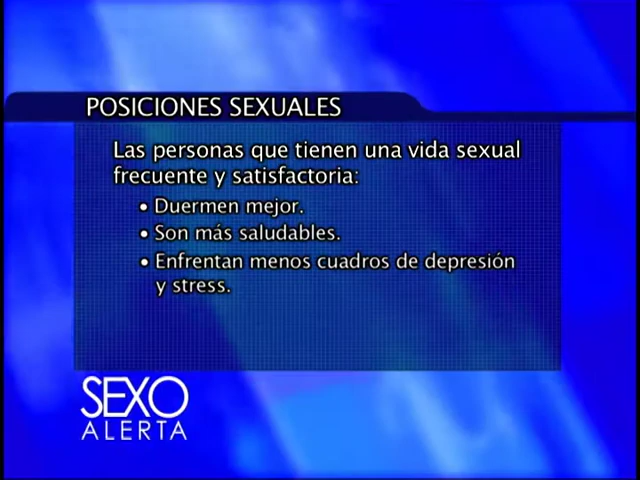 POSICIONES SEXUALES
Las personas que tienen una vida sexual
frecuente y satisfactoria:
• Duermen mejor.
• Son más saludables.
• Enfrentan menos cuadros de depresión
y stress.
SEXO
ALERTA